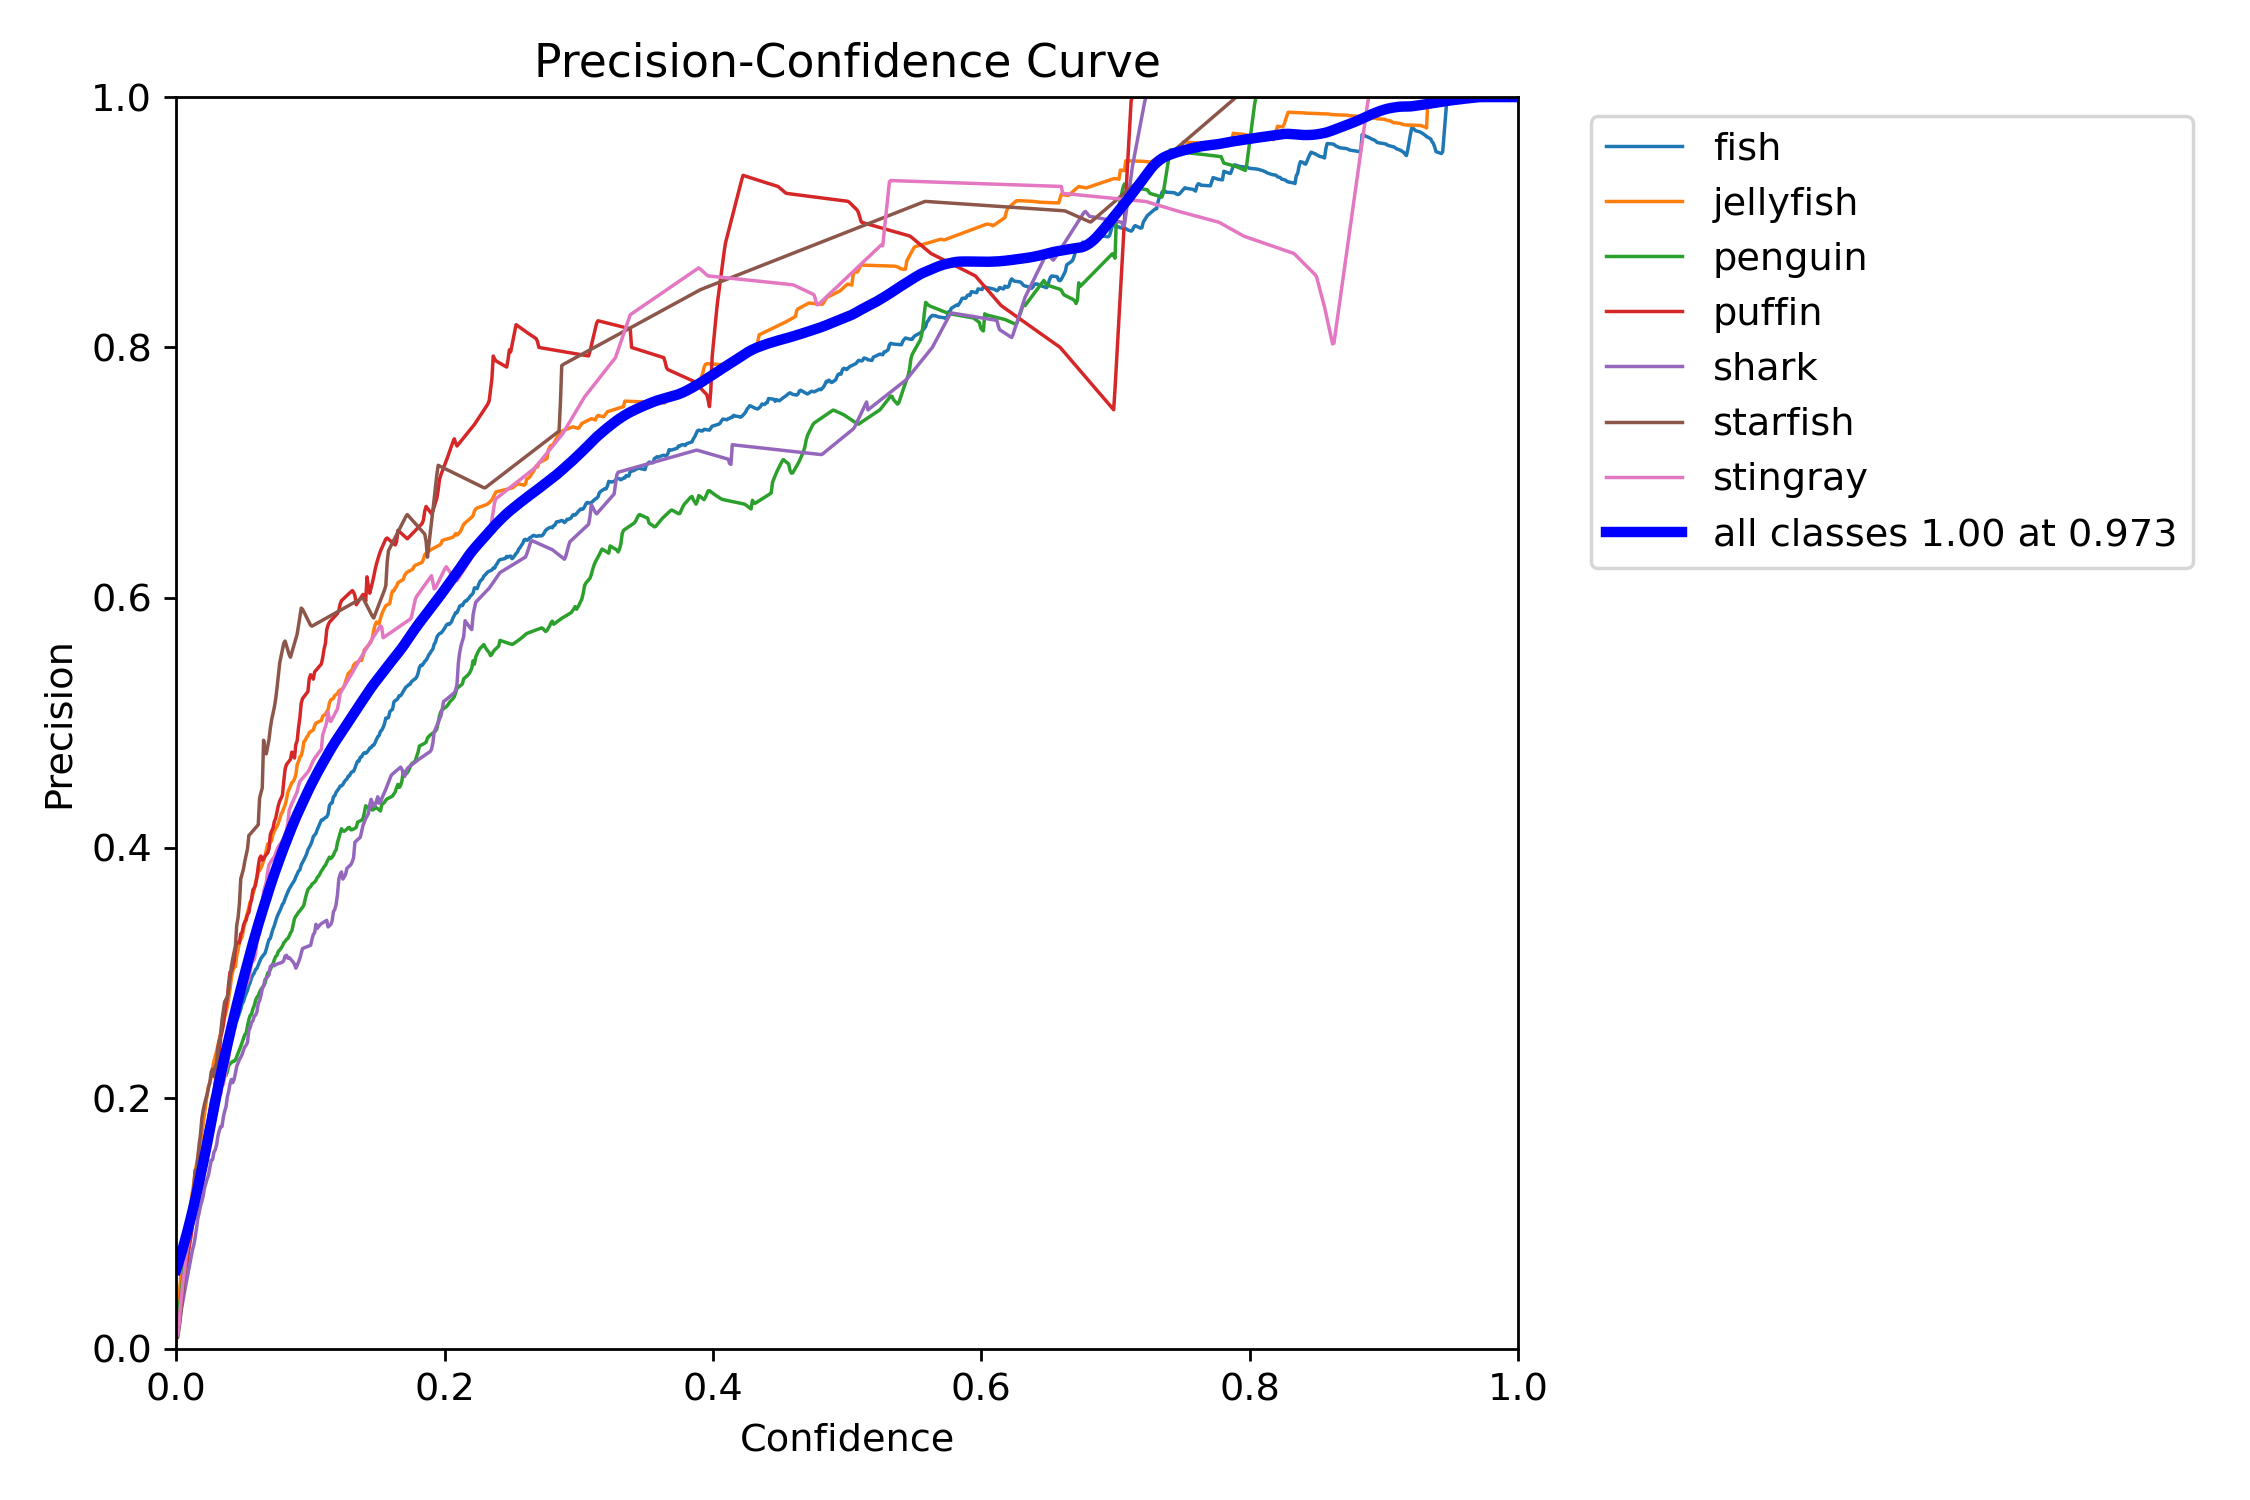 Precision-Confidence Curve
1.0
0.8
0.6
0.4
0.2
0.0
Precision
0.0 0.2 0.4 0.6 0.8 1.0
Confidence
fish
jellyfish
penguin
puffin
shark
starfish
stingray
all classes 1.00 at 0.973